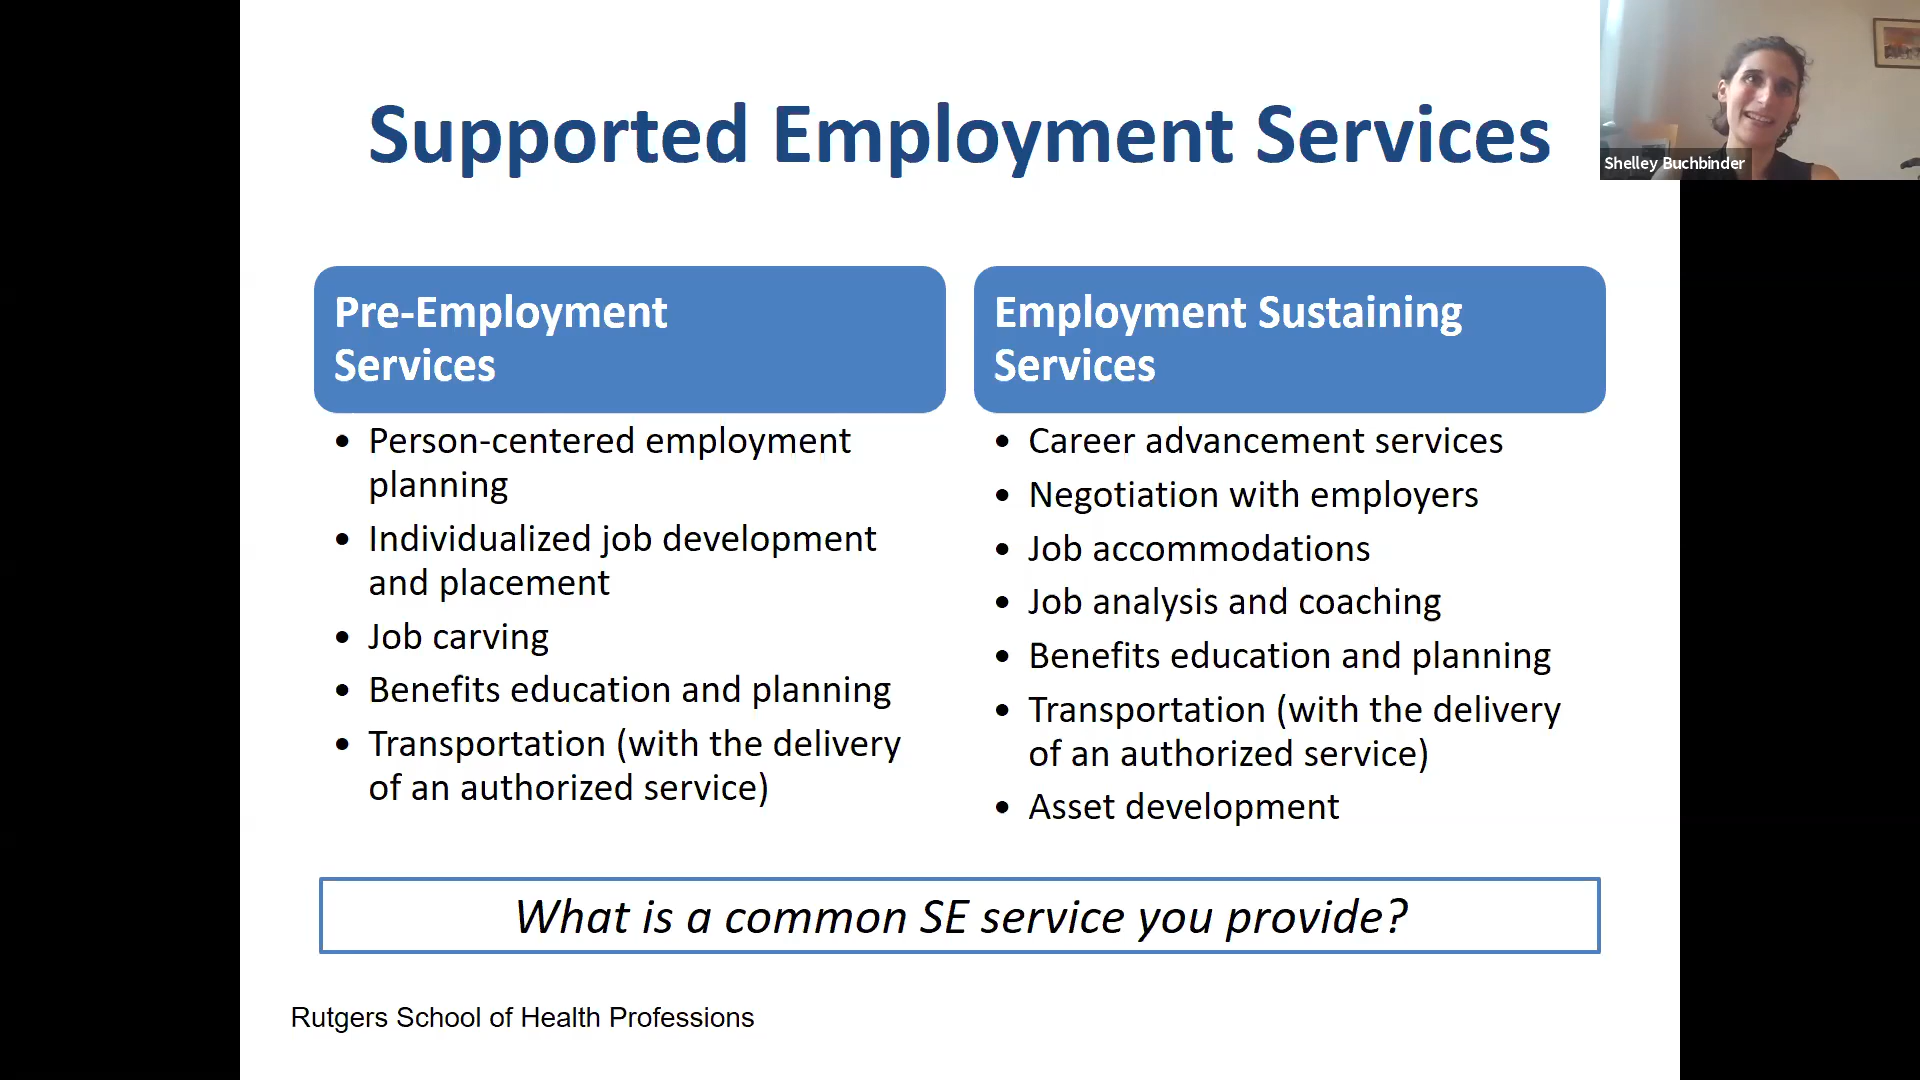 Supported Employment Services
Shelley Buchbinder
Pre-Employment
Services
• Person-centered employment
planning
• Individualized job development
and placement
• Job carving
• Benefits education and planning
• Transportation (with the delivery
of an authorized service)
Employment Sustaining
Services
• Career advancement services
• Negotiation with employers
• Job accommodations
• Job analysis and coaching
• Benefits education and planning
• Transportation (with the delivery
of an authorized service)
• Asset development
What is a common SE service you provide?
Rutgers School of Health Professions